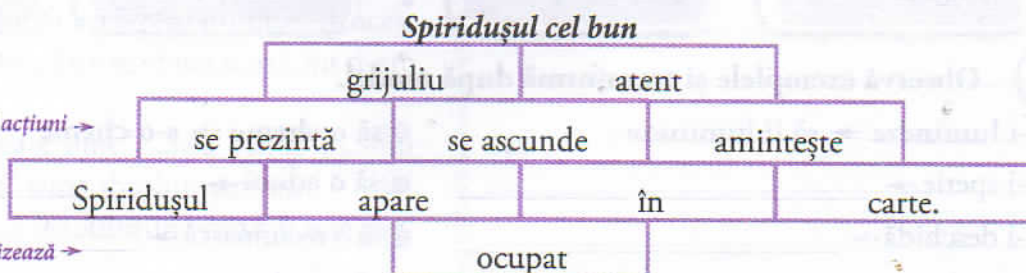 Spiridușul cel bun
grijuliu atent
acțiuni →
se prezintă se ascunde amintește
Spiridușul apare în carte.
ocupat